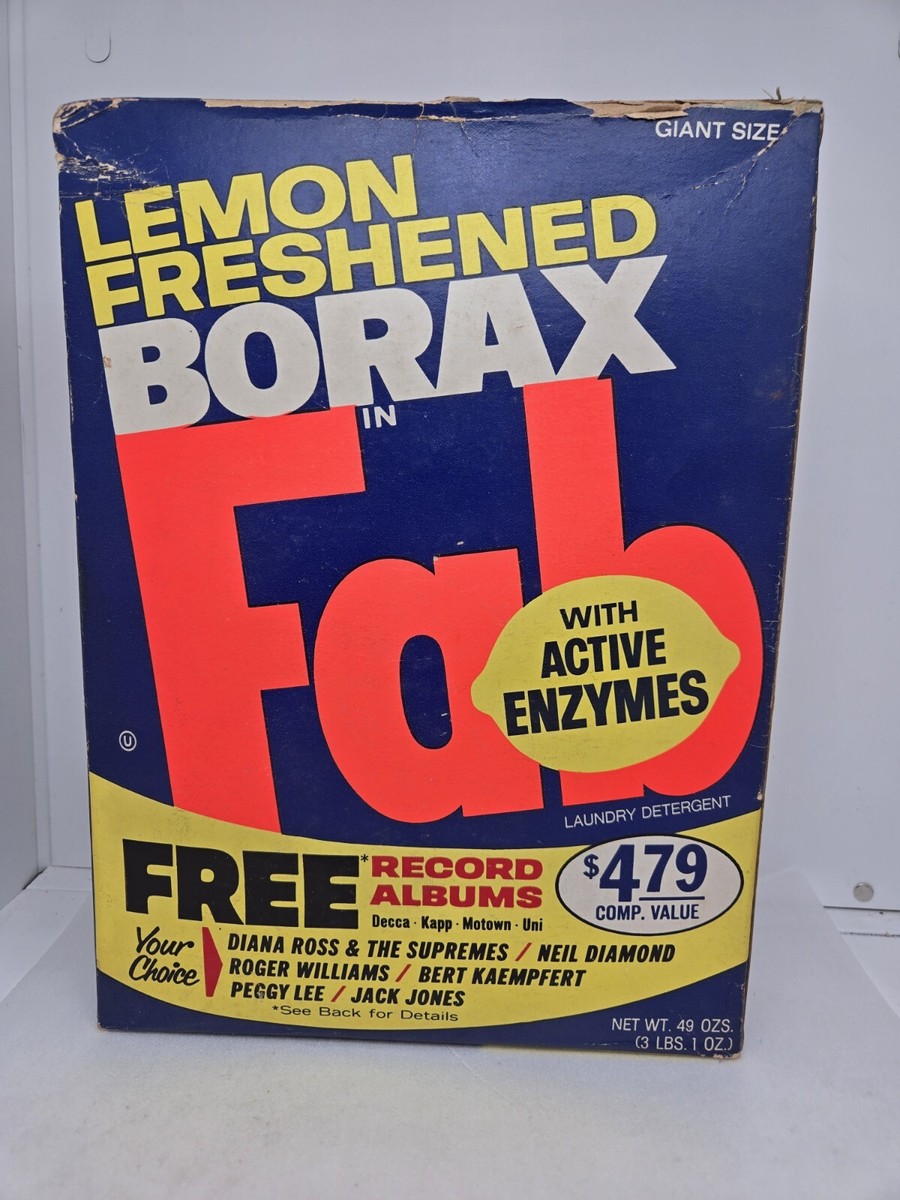 GIANT SIZE
LEMON
FRESHENED
BORAX
IN
Fab
WITH
ACTIVE
ENZYMES
U
LAUNDRY DETERGENT
FREE*
RECORD
ALBUMS
Decca · Kapp · Motown · Uni
$4.79
COMP. VALUE
Your
Choice
DIANA ROSS & THE SUPREMES / NEIL DIAMOND
ROGER WILLIAMS / BERT KAEMPFERT
PEGGY LEE / JACK JONES
*See Back for Details
NET WT. 49 OZS.
(3 LBS. 1 OZ.)